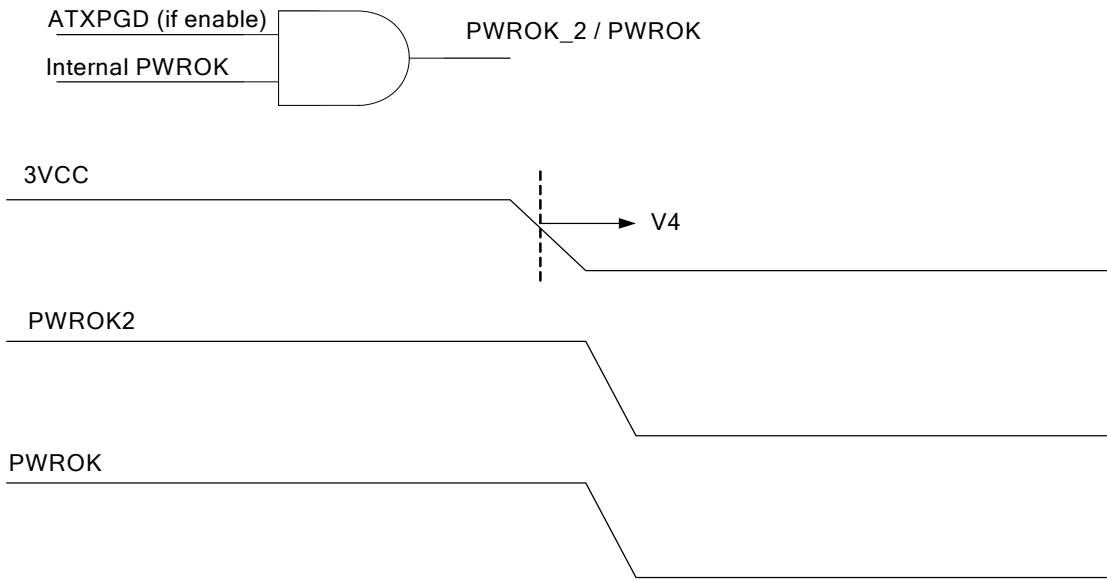 ATXPGD (if enable)
PWROK_2 / PWROK
Internal PWROK
3VCC
V4
PWROK2
PWROK